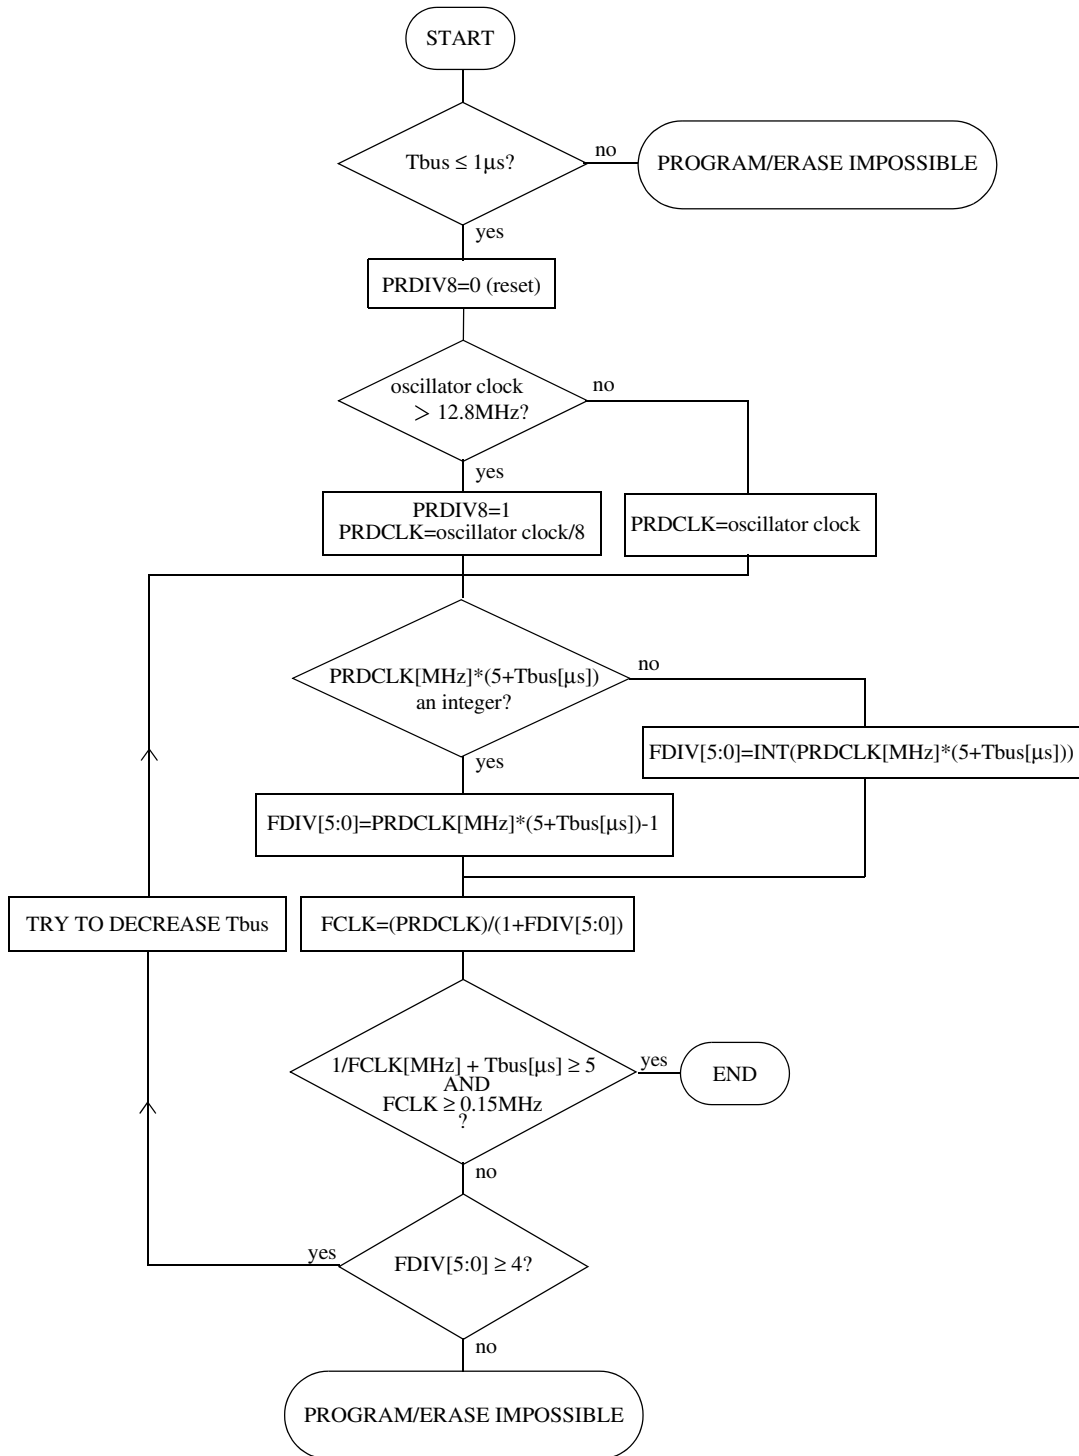 START
Tbus ≤ 1μs?
no
PROGRAM/ERASE IMPOSSIBLE
yes
PRDIV8=0 (reset)
oscillator clock
> 12.8MHz?
no
yes
PRDIV8=1
PRDCLK=oscillator clock/8
PRDCLK=oscillator clock
PRDCLK[MHz]*(5+Tbus[μs])
an integer?
no
yes
FDIV[5:0]=INT(PRDCLK[MHz]*(5+Tbus[μs]))
FDIV[5:0]=PRDCLK[MHz]*(5+Tbus[μs])-1
TRY TO DECREASE Tbus
FCLK=(PRDCLK)/(1+FDIV[5:0])
1/FCLK[MHz] + Tbus[μs] ≥ 5
AND
FCLK ≥ 0.15MHz
?
yes
END
no
yes
FDIV[5:0] ≥ 4?
no
PROGRAM/ERASE IMPOSSIBLE